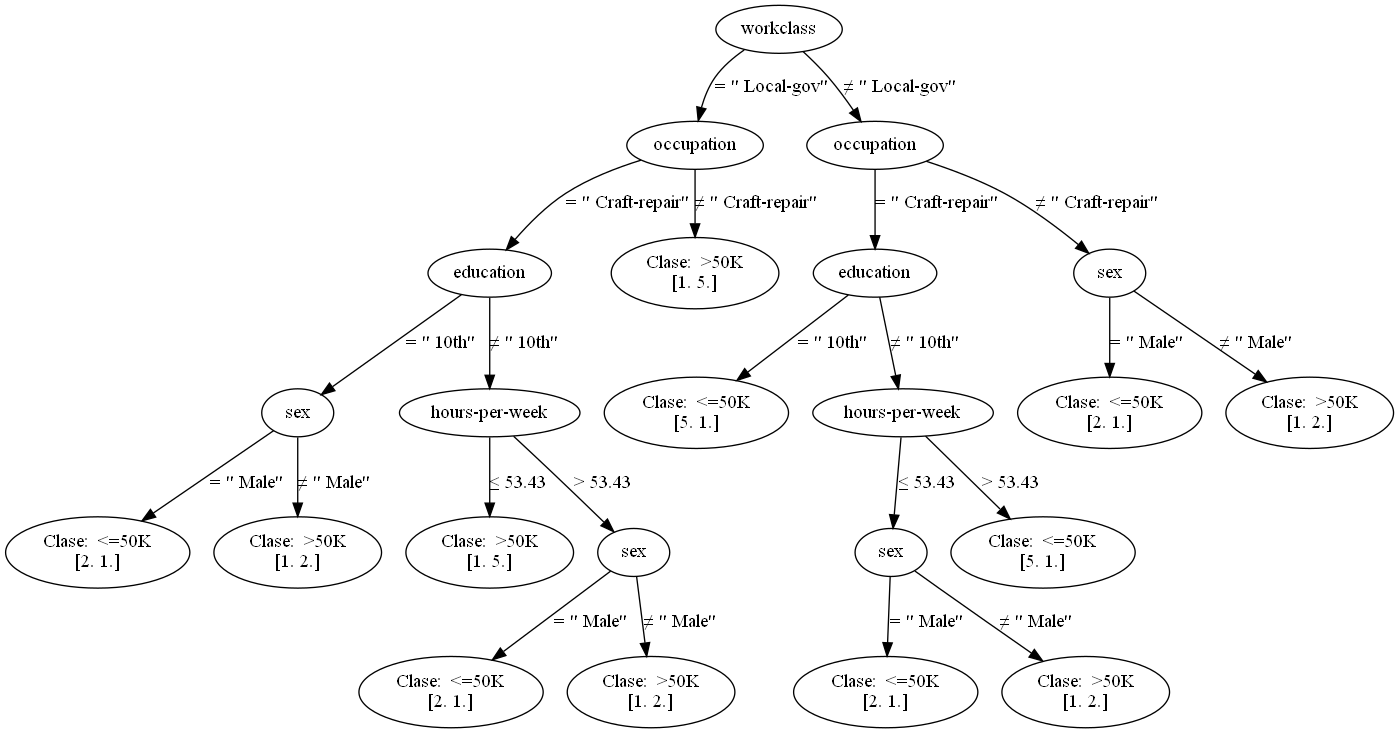 workclass
= " Local-gov"
≠ " Local-gov"
occupation
occupation
= " Craft-repair"
≠ " Craft-repair"
= " Craft-repair"
≠ " Craft-repair"
education
Clase:  >50K
[1. 5.]
education
sex
= " 10th"
≠ " 10th"
= " 10th"
≠ " 10th"
= " Male"
≠ " Male"
sex
hours-per-week
Clase:  <=50K
[5. 1.]
hours-per-week
Clase:  <=50K
[2. 1.]
Clase:  >50K
[1. 2.]
= " Male"
≠ " Male"
≤ 53.43
> 53.43
≤ 53.43
> 53.43
Clase:  <=50K
[2. 1.]
Clase:  >50K
[1. 2.]
Clase:  >50K
[1. 5.]
sex
sex
Clase:  <=50K
[5. 1.]
= " Male"
≠ " Male"
= " Male"
≠ " Male"
Clase:  <=50K
[2. 1.]
Clase:  >50K
[1. 2.]
Clase:  <=50K
[2. 1.]
Clase:  >50K
[1. 2.]